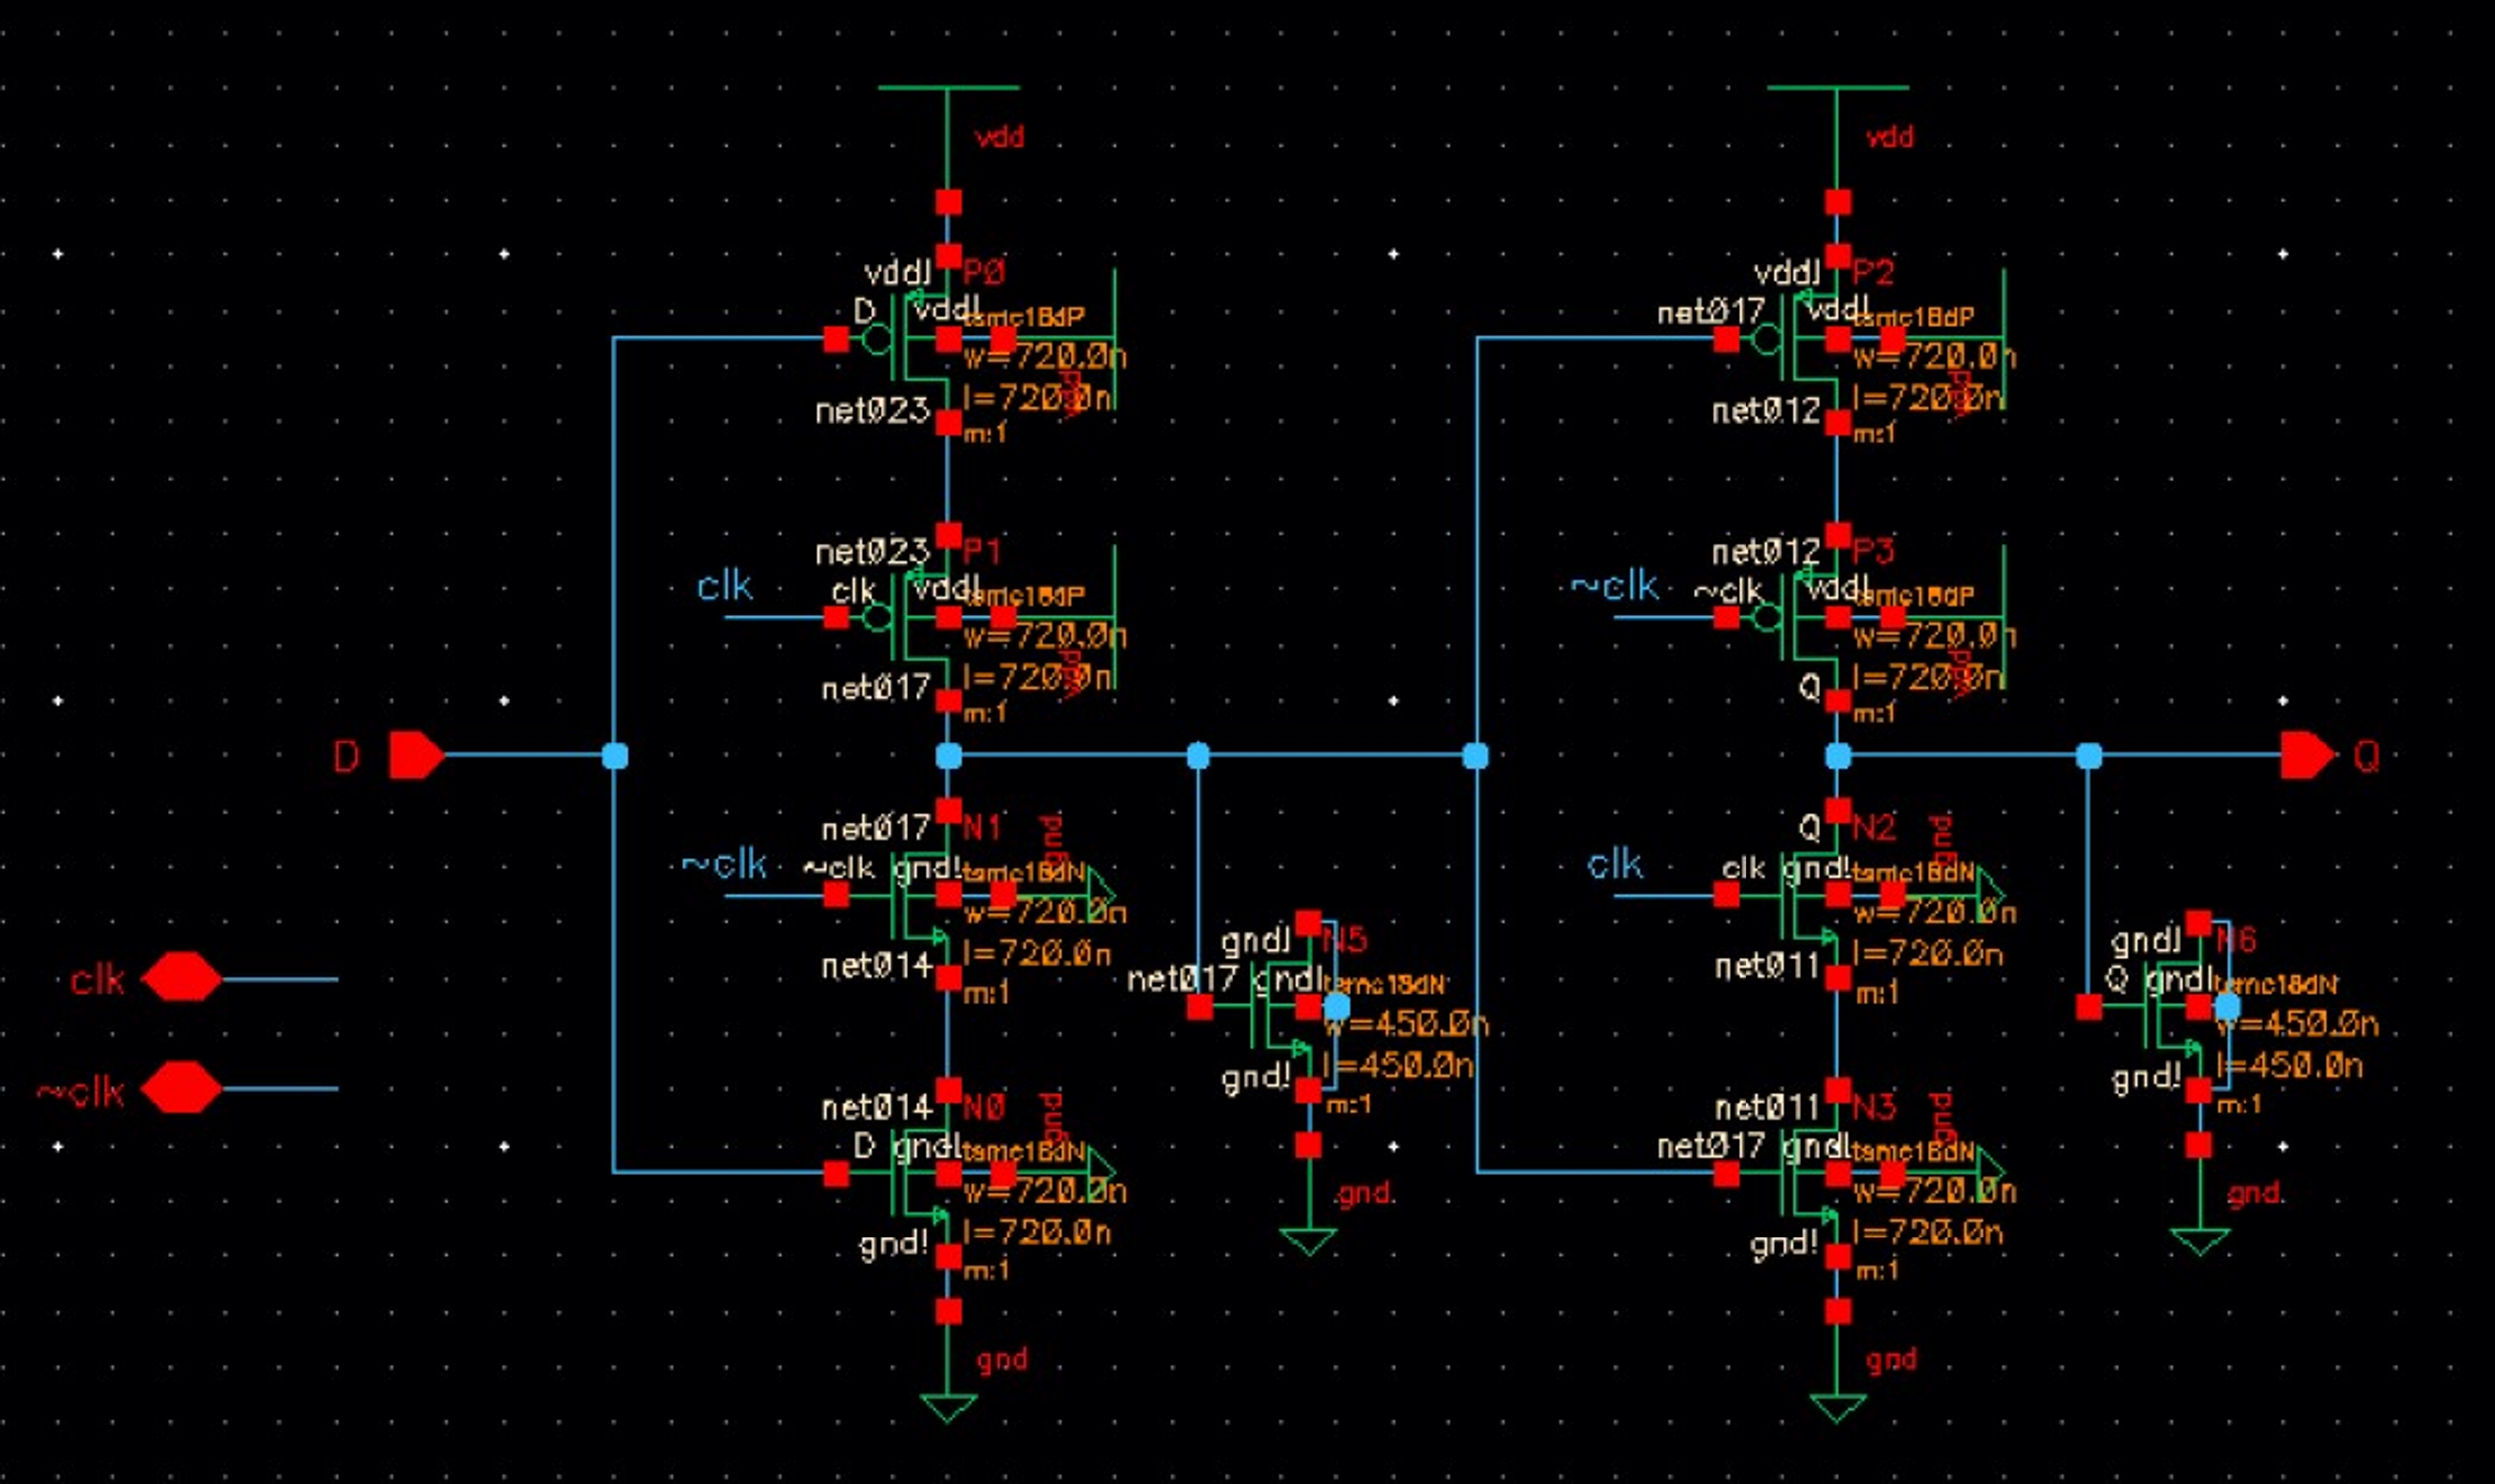 vdd
vdd
vdd! P0
D vdd! tsmc18dP
w=720.0n
l=720.0n
net023
m:1
vdd! P2
net017 vdd! tsmc18dP
w=720.0n
l=720.0n
net012
m:1
net023 P1
clk clk vdd! tsmc18dP
w=720.0n
l=720.0n
net017
m:1
net012 P3
~clk ~clk vdd! tsmc18dP
w=720.0n
l=720.0n
Q
m:1
D
Q
net017 N1 gnd
~clk ~clk gnd! tsmc18dN
w=720.0n
l=720.0n
net014
m:1
gnd! N5
net017 gnd! tsmc18dN
w=450.0n
l=450.0n
gnd!
m:1
gnd
Q N2 gnd
clk clk gnd! tsmc18dN
w=720.0n
l=720.0n
net011
m:1
gnd! N6
Q gnd! tsmc18dN
w=450.0n
l=450.0n
gnd!
m:1
gnd
clk
~clk
net014 N0 gnd
D gnd! tsmc18dN
w=720.0n
l=720.0n
gnd!
m:1
gnd
net011 N3 gnd
net017 gnd! tsmc18dN
w=720.0n
l=720.0n
gnd!
m:1
gnd